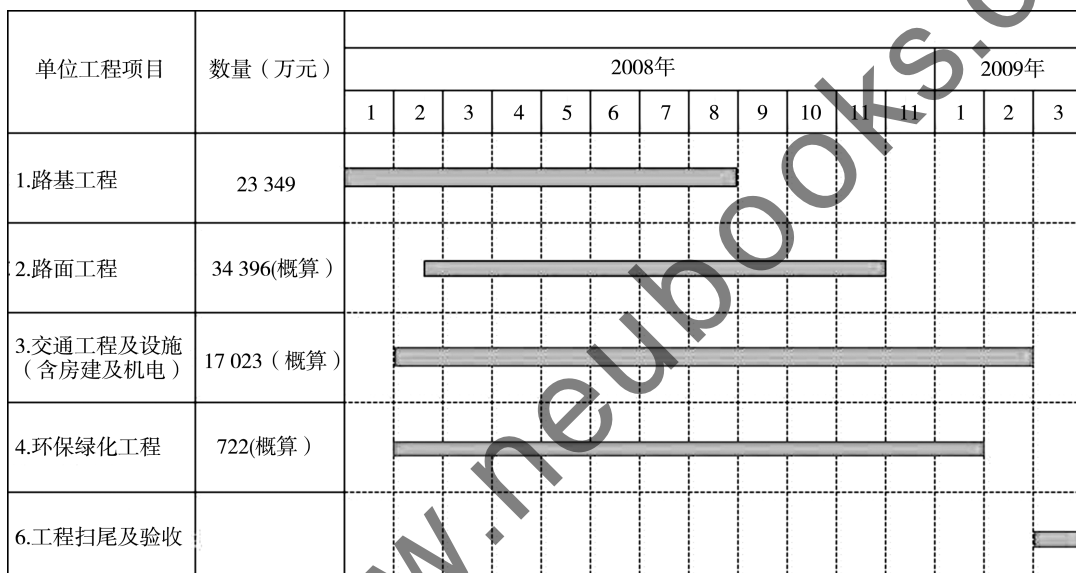 单位工程项目 数量（万元）
2008年 2009年
1 2 3 4 5 6 7 8 9 10 11 11 1 2 3
1.路基工程 23 349
2.路面工程 34 396(概算）
3.交通工程及设施
（含房建及机电） 17 023（概算）
4.环保绿化工程 722(概算）
6.工程扫尾及验收
w.neubooks.c